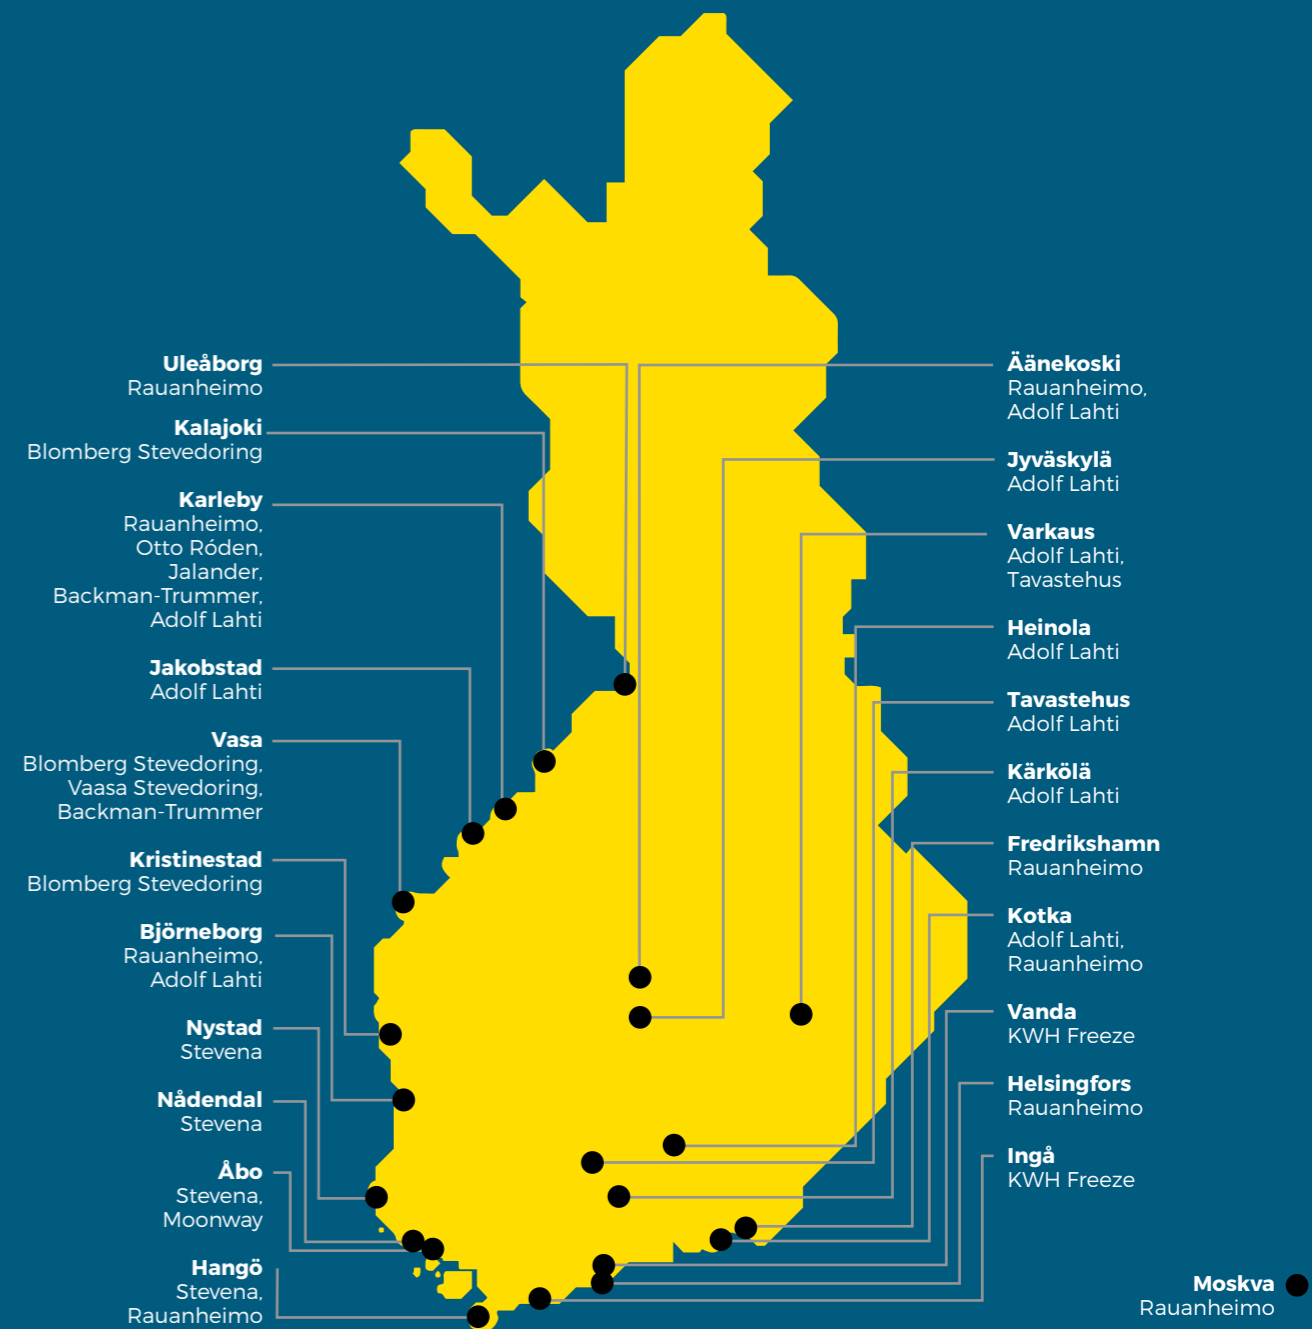 Uleåborg
Rauanheimo
Kalajoki
Blomberg Stevedoring
Karleby
Rauanheimo,
Otto Róden,
Jalander,
Backman-Trummer,
Adolf Lahti
Jakobstad
Adolf Lahti
Vasa
Blomberg Stevedoring,
Vaasa Stevedoring,
Backman-Trummer
Kristinestad
Blomberg Stevedoring
Björneborg
Rauanheimo,
Adolf Lahti
Nystad
Stevena
Nådendal
Stevena
Åbo
Stevena,
Moonway
Hangö
Stevena,
Rauanheimo
Äänekoski
Rauanheimo,
Adolf Lahti
Jyväskylä
Adolf Lahti
Varkaus
Adolf Lahti,
Tavastehus
Heinola
Adolf Lahti
Tavastehus
Adolf Lahti
Kärkölä
Adolf Lahti
Fredrikshamn
Rauanheimo
Kotka
Adolf Lahti,
Rauanheimo
Vanda
KWH Freeze
Helsingfors
Rauanheimo
Ingå
KWH Freeze
Moskva
Rauanheimo